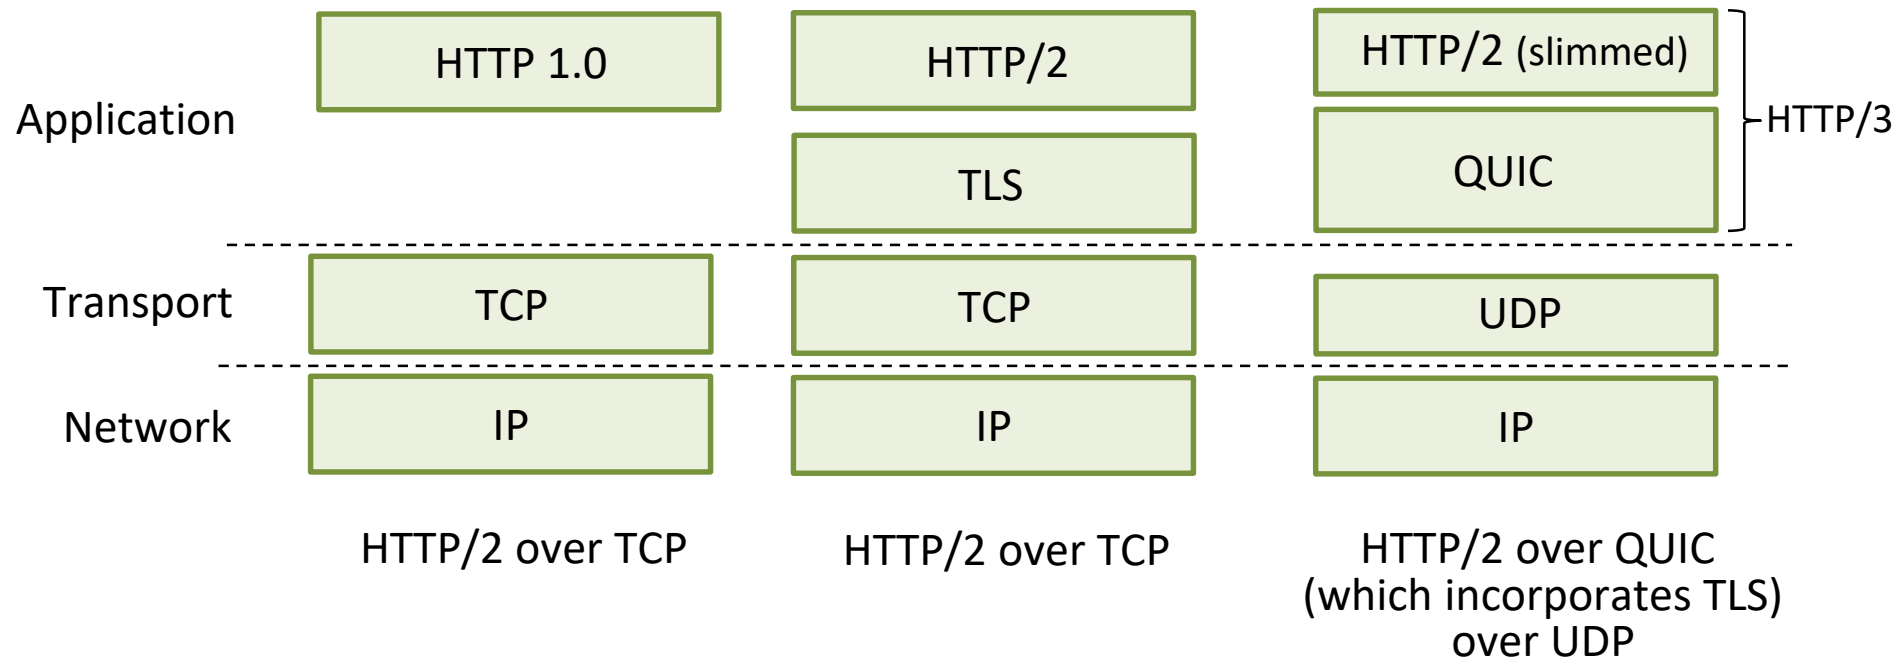 Application
HTTP 1.0
HTTP/2
HTTP/2 (slimmed)
TLS
QUIC
HTTP/3
Transport
TCP
TCP
UDP
Network
IP
IP
IP
HTTP/2 over TCP
HTTP/2 over TCP
HTTP/2 over QUIC
(which incorporates TLS)
over UDP